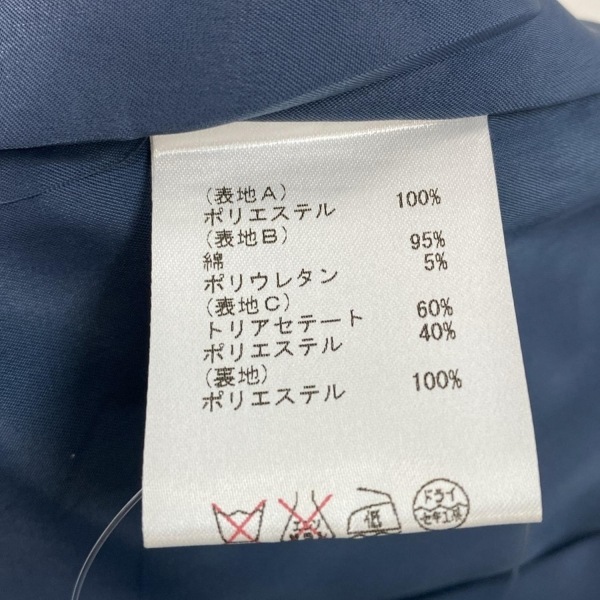 (表地A)
ポリエステル 100%
(表地B)
綿 95%
ポリウレタン 5%
(表地C)
トリアセテート 60%
ポリエステル 40%
(裏地)
ポリエステル 100%
エンソ
低
ドライ
セキユ系